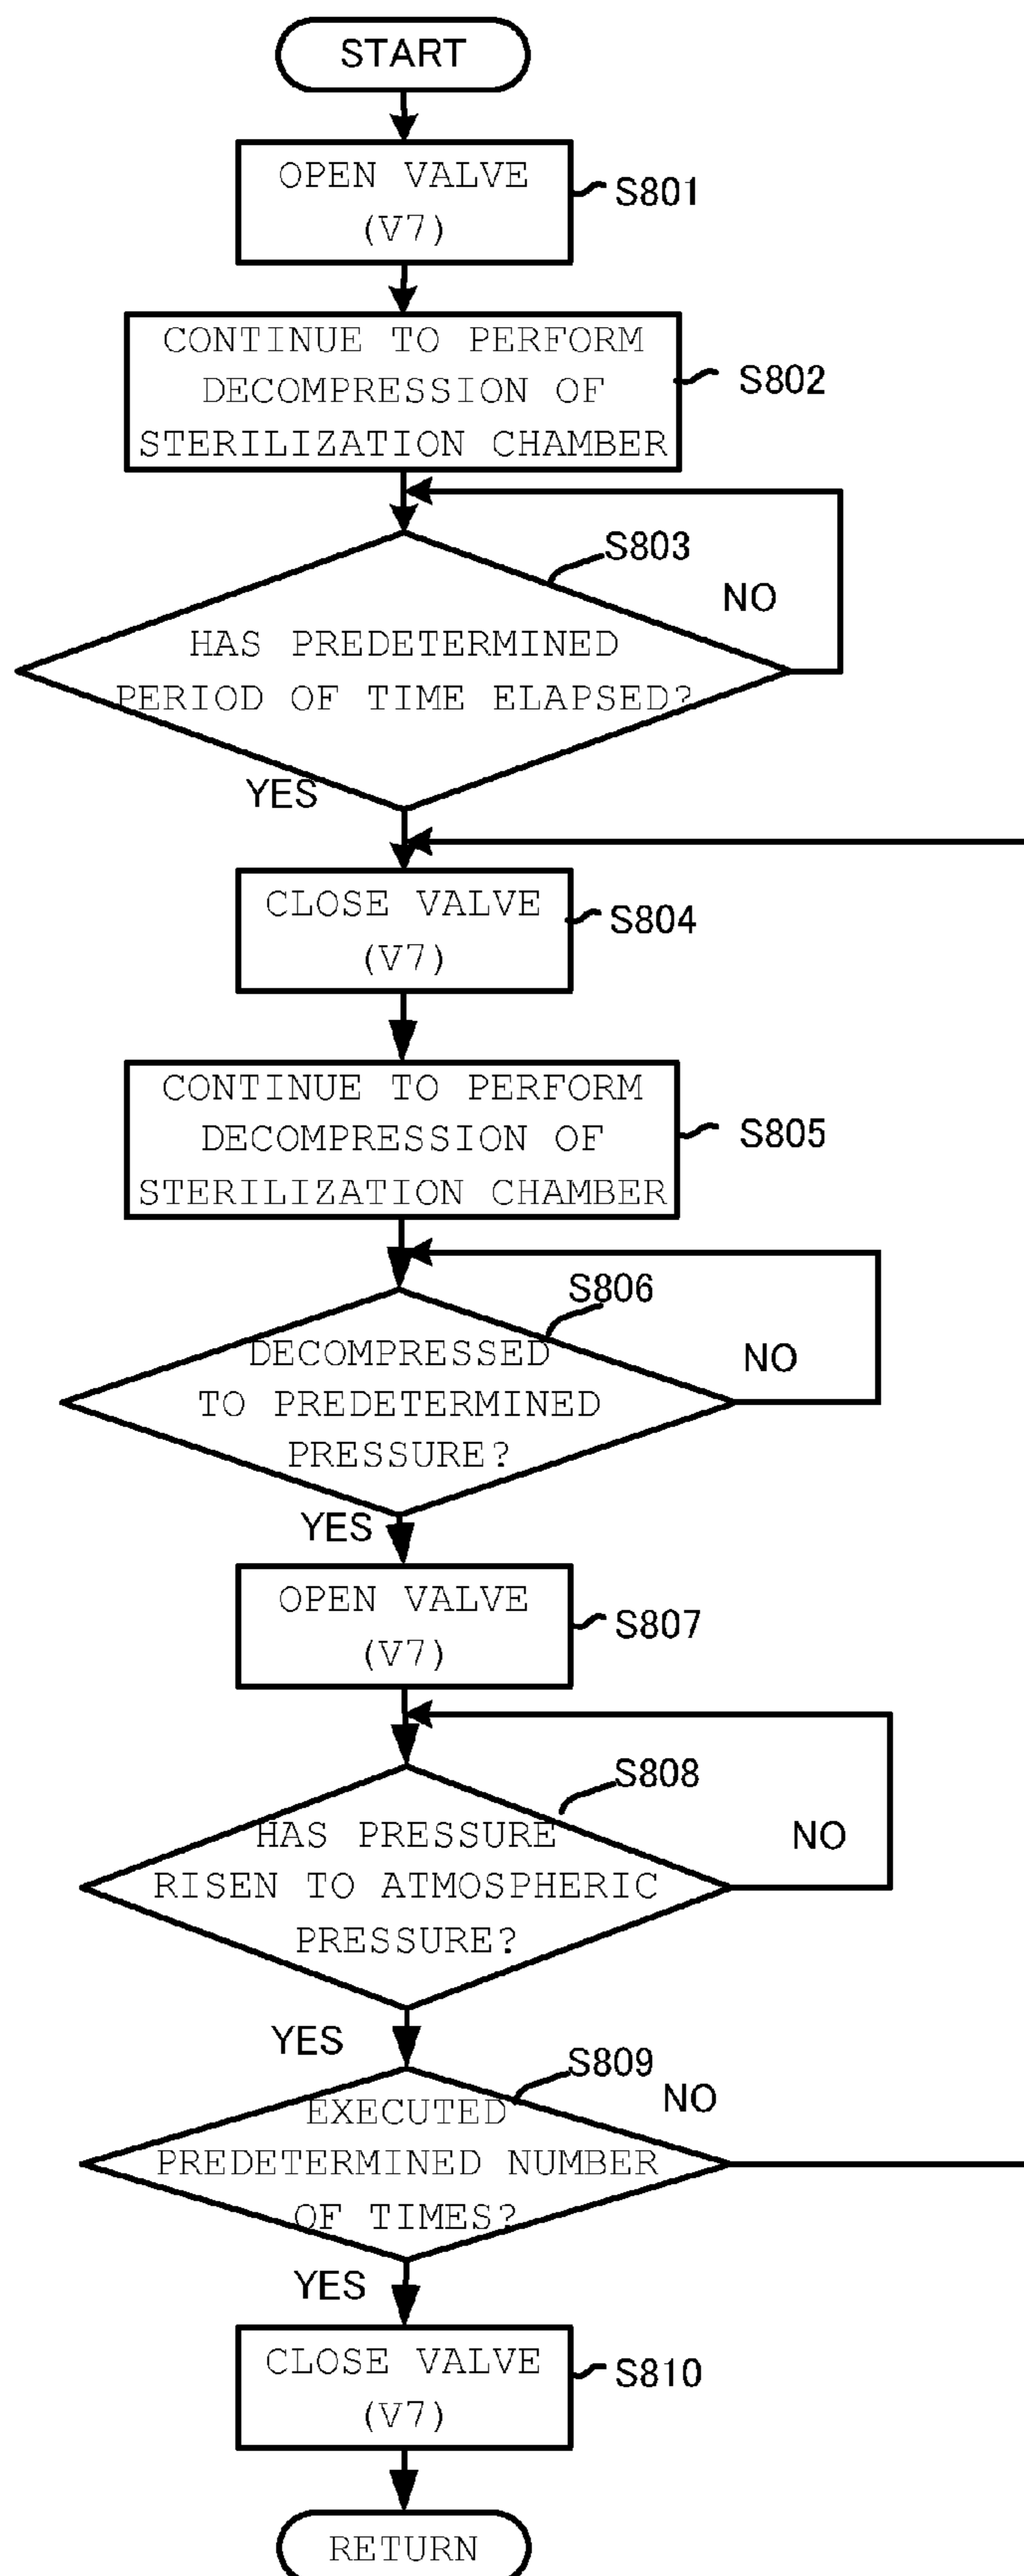 START
OPEN VALVE
(V7)
S801
CONTINUE TO PERFORM
DECOMPRESSION OF
STERILIZATION CHAMBER
S802
S803
HAS PREDETERMINED
PERIOD OF TIME ELAPSED?
NO
YES
CLOSE VALVE
(V7)
S804
CONTINUE TO PERFORM
DECOMPRESSION OF
STERILIZATION CHAMBER
S805
S806
DECOMPRESSED
TO PREDETERMINED
PRESSURE?
NO
YES
OPEN VALVE
(V7)
S807
S808
HAS PRESSURE
RISEN TO ATMOSPHERIC
PRESSURE?
NO
YES
S809
EXECUTED
PREDETERMINED NUMBER
OF TIMES?
NO
YES
CLOSE VALVE
(V7)
S810
RETURN